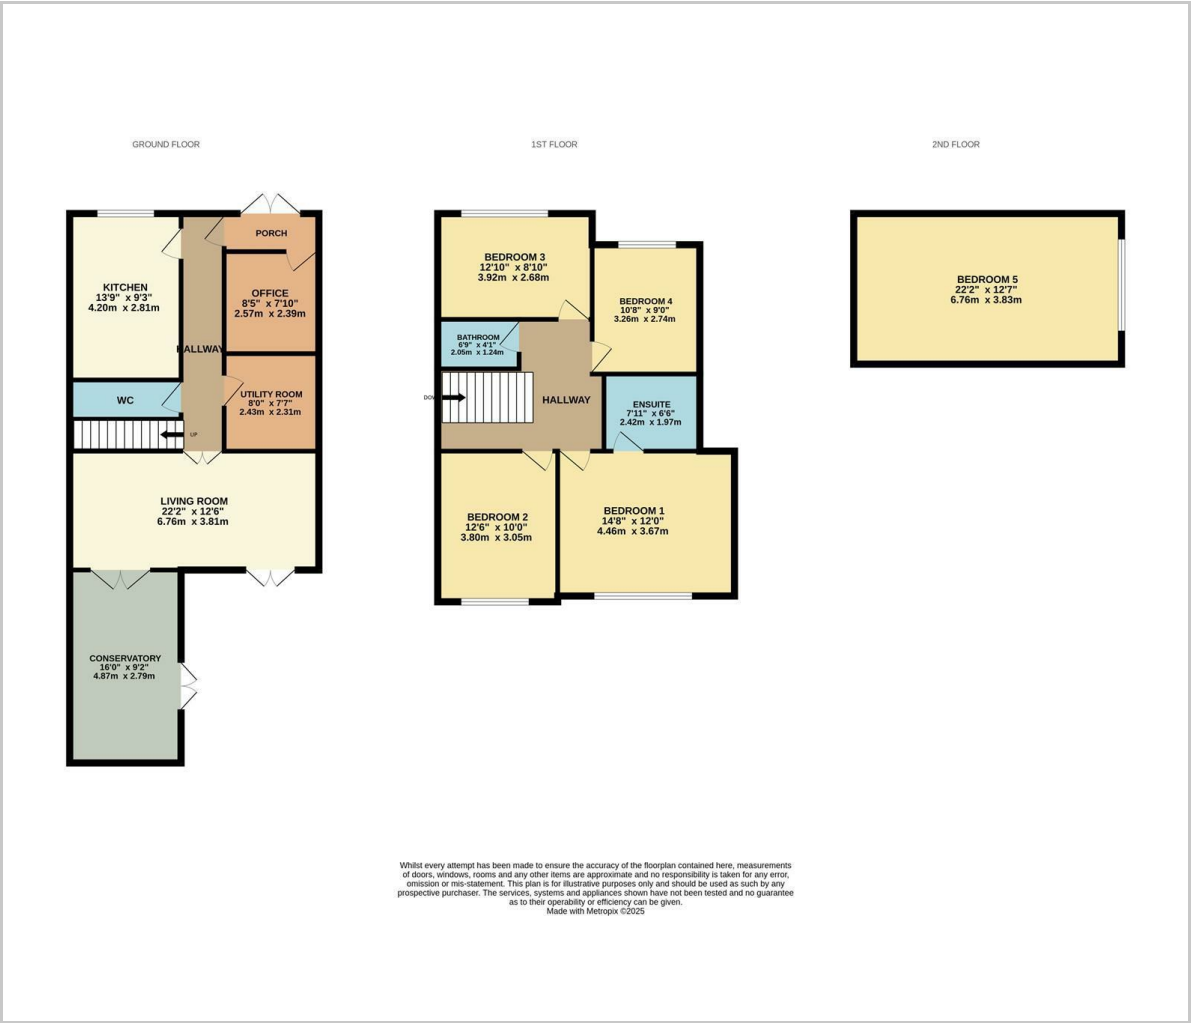 GROUND FLOOR
PORCH
KITCHEN
13'9" x 9'3"
4.20m x 2.81m
OFFICE
8'5" x 7'10"
2.57m x 2.39m
HALLWAY
WC
UTILITY ROOM
8'0" x 7'7"
2.43m x 2.31m
UP
LIVING ROOM
22'2" x 12'6"
6.76m x 3.81m
CONSERVATORY
16'0" x 9'2"
4.87m x 2.79m
1ST FLOOR
BEDROOM 3
12'10" x 8'10"
3.92m x 2.68m
BEDROOM 4
10'8" x 9'0"
3.26m x 2.74m
BATHROOM
6'9" x 4'1"
2.05m x 1.24m
HALLWAY
ENSUITE
7'11" x 6'6"
2.42m x 1.97m
BEDROOM 2
12'6" x 10'0"
3.80m x 3.05m
BEDROOM 1
14'8" x 12'0"
4.46m x 3.67m
2ND FLOOR
BEDROOM 5
22'2" x 12'7"
6.76m x 3.83m
Whilst every attempt has been made to ensure the accuracy of the floorplan contained here, measurements
of doors, windows, rooms and any other items are approximate and no responsibility is taken for any error,
omission or mis-statement. This plan is for illustrative purposes only and should be used as such by any
prospective purchaser. The services, systems and appliances shown have not been tested and no guarantee
as to their operability or efficiency can be given.
Made with Metropix ©2025